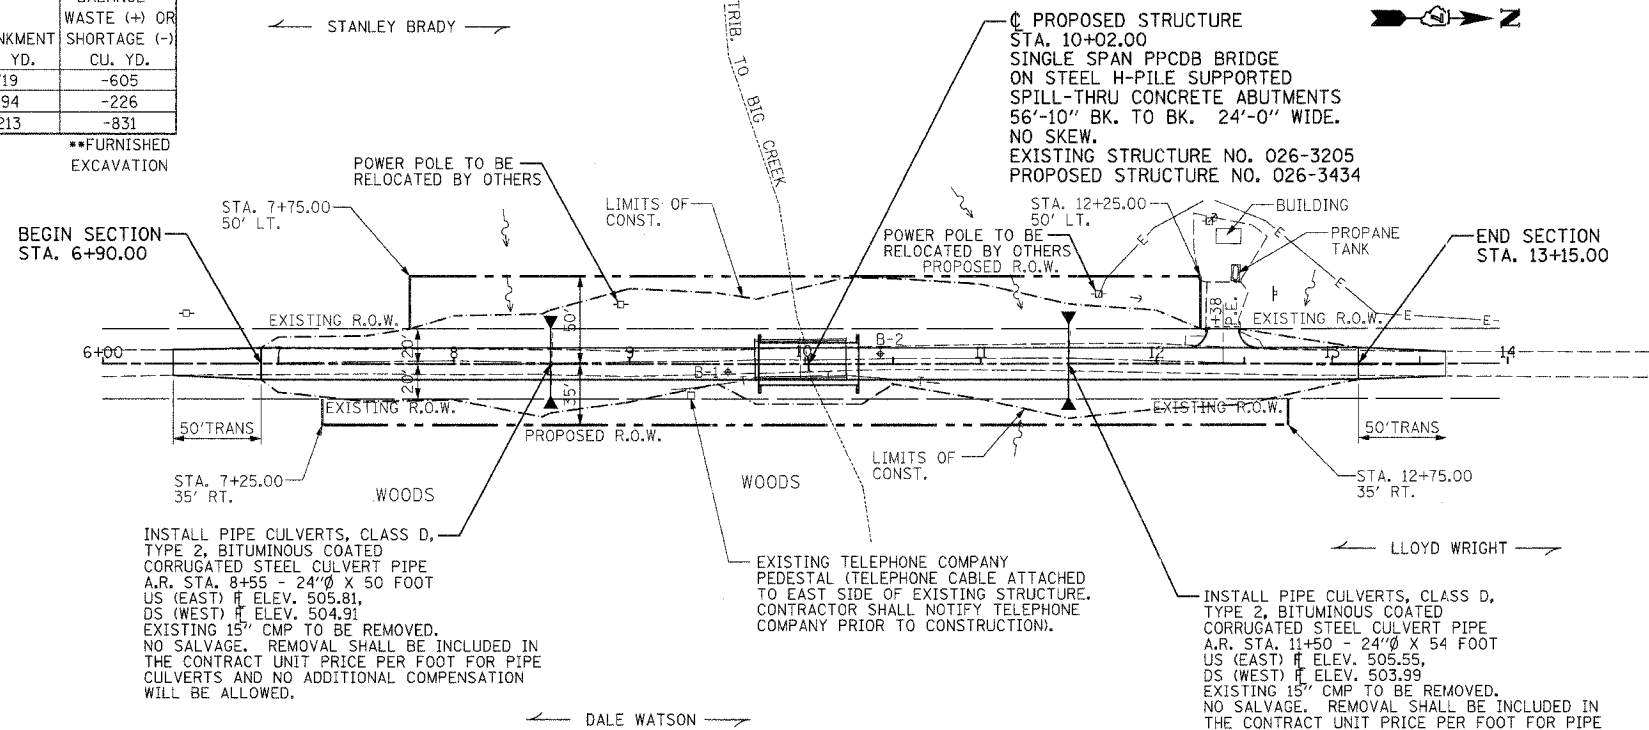 BALANCE
WASTE (+) OR
NKMENT SHORTAGE (-)
YD. CU. YD.
719 -605
94 -226
213 -831
**FURNISHED
EXCAVATION
STANLEY BRADY
TRIB. TO BIG CREEK
℄ PROPOSED STRUCTURE
STA. 10+02.00
SINGLE SPAN PPCDB BRIDGE
ON STEEL H-PILE SUPPORTED
SPILL-THRU CONCRETE ABUTMENTS
56'-10" BK. TO BK. 24'-0" WIDE.
NO SKEW.
EXISTING STRUCTURE NO. 026-3205
PROPOSED STRUCTURE NO. 026-3434
N
POWER POLE TO BE
RELOCATED BY OTHERS
STA. 7+75.00
50' LT.
LIMITS OF
CONST.
BEGIN SECTION
STA. 6+90.00
POWER POLE TO BE
RELOCATED BY OTHERS
PROPOSED R.O.W.
STA. 12+25.00
50' LT.
BUILDING
PROPANE
TANK
END SECTION
STA. 13+15.00
E
E
E
E
E-
+38
P.E.
EXISTING R.O.W.
EXISTING R.O.W.
50'
20'
20'
35'
6+00
8
9
10
11
12
13
14
B-1
B-2
EXISTING R.O.W.
EXISTING R.O.W.
PROPOSED R.O.W.
50'TRANS
50'TRANS
STA. 7+25.00
35' RT.
WOODS
WOODS
LIMITS OF
CONST.
STA. 12+75.00
35' RT.
INSTALL PIPE CULVERTS, CLASS D,
TYPE 2, BITUMINOUS COATED
CORRUGATED STEEL CULVERT PIPE
A.R. STA. 8+55 - 24"Ø X 50 FOOT
US (EAST) ELEV. 505.81,
DS (WEST) ELEV. 504.91
EXISTING 15" CMP TO BE REMOVED.
NO SALVAGE. REMOVAL SHALL BE INCLUDED IN
THE CONTRACT UNIT PRICE PER FOOT FOR PIPE
CULVERTS AND NO ADDITIONAL COMPENSATION
WILL BE ALLOWED.
EXISTING TELEPHONE COMPANY
PEDESTAL (TELEPHONE CABLE ATTACHED
TO EAST SIDE OF EXISTING STRUCTURE.
CONTRACTOR SHALL NOTIFY TELEPHONE
COMPANY PRIOR TO CONSTRUCTION).
LLOYD WRIGHT
INSTALL PIPE CULVERTS, CLASS D,
TYPE 2, BITUMINOUS COATED
CORRUGATED STEEL CULVERT PIPE
A.R. STA. 11+50 - 24"Ø X 54 FOOT
US (EAST) ELEV. 505.55,
DS (WEST) ELEV. 503.99
EXISTING 15" CMP TO BE REMOVED.
NO SALVAGE. REMOVAL SHALL BE INCLUDED IN
THE CONTRACT UNIT PRICE PER FOOT FOR PIPE
DALE WATSON